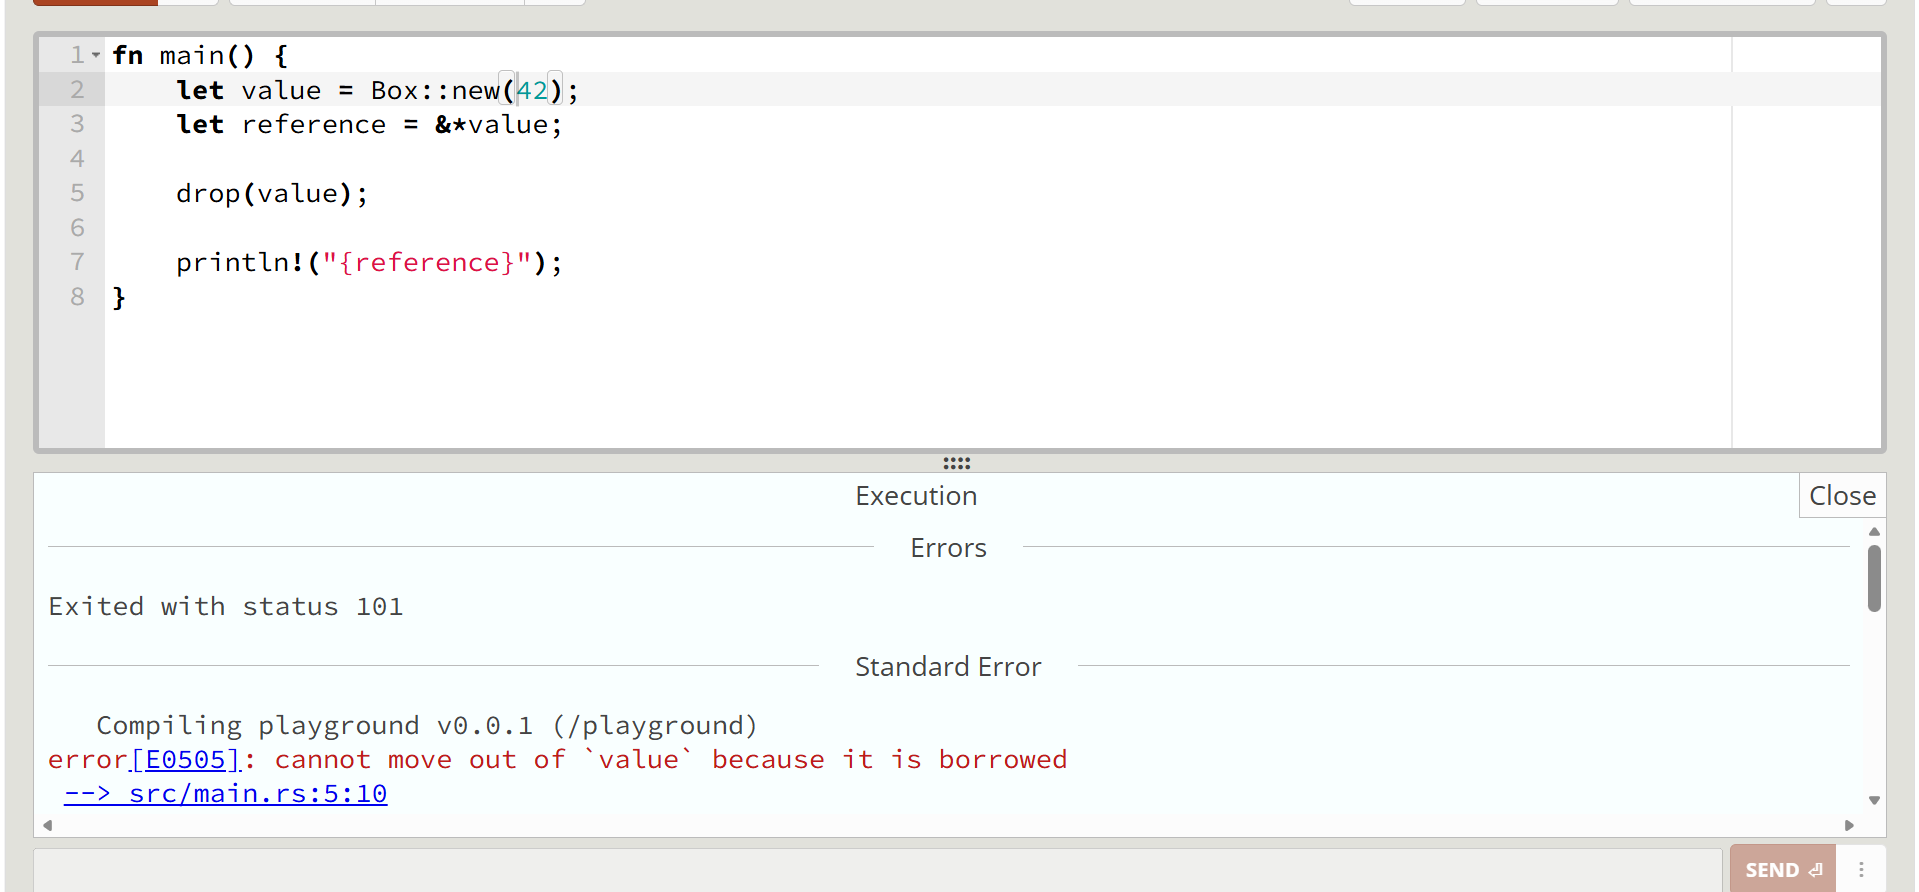 1 fn main() {
2     let value = Box::new(42);
3     let reference = &*value;
4
5     drop(value);
6
7     println!("{reference}");
8 }
Execution
Close
Errors
Exited with status 101
Standard Error
   Compiling playground v0.0.1 (/playground)
error[E0505]: cannot move out of `value` because it is borrowed
 --> src/main.rs:5:10
SEND